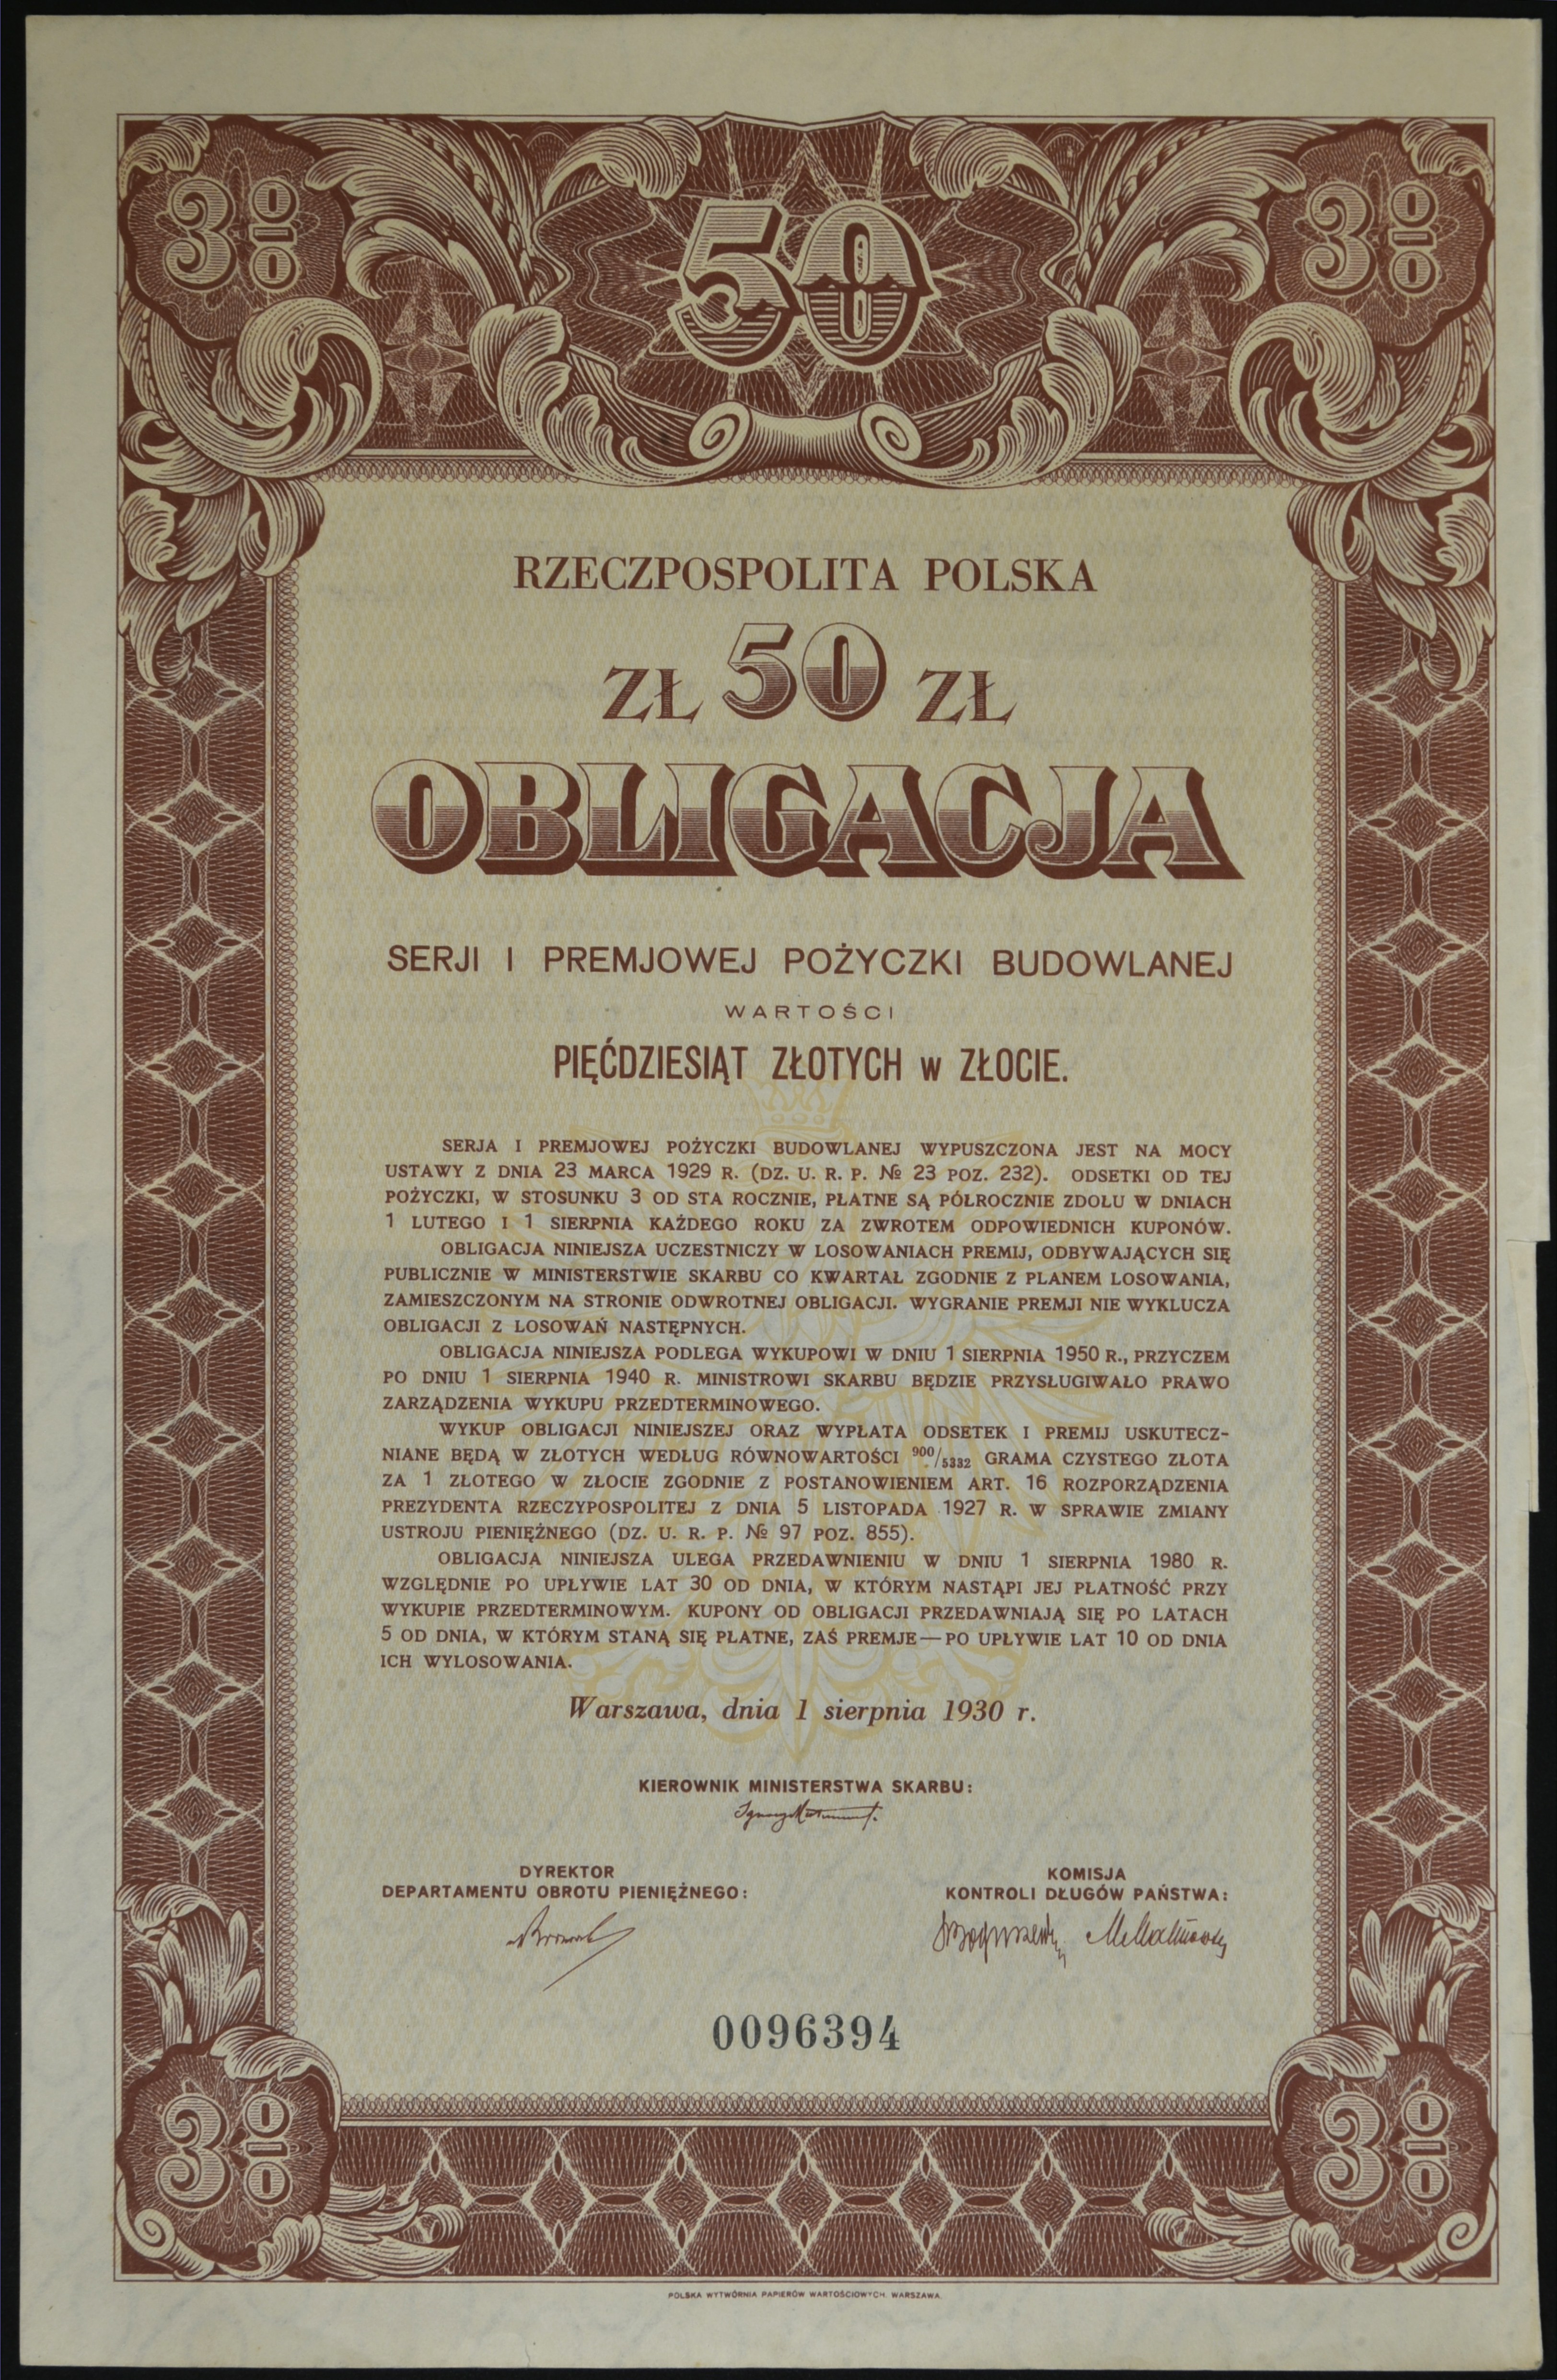 3%
50
3%
RZECZPOSPOLITA POLSKA
ZŁ 50 ZŁ
OBLIGACJA
SERJI I PREMJOWEJ POŻYCZKI BUDOWLANEJ
WARTOŚCI
PIĘĆDZIESIĄT ZŁOTYCH w ZŁOCIE.
SERJA I PREMJOWEJ POŻYCZKI BUDOWLANEJ WYPUSZCZONA JEST NA MOCY
USTAWY Z DNIA 23 MARCA 1929 R. (DZ. U. R. P. № 23 POZ. 232). ODSETKI OD TEJ
POŻYCZKI, W STOSUNKU 3 OD STA ROCZNIE, PŁATNE SĄ PÓŁROCZNIE ZDOŁU W DNIACH
1 LUTEGO I 1 SIERPNIA KAŻDEGO ROKU ZA ZWROTEM ODPOWIEDNICH KUPONÓW.
OBLIGACJA NINIEJSZA UCZESTNICZY W LOSOWANIACH PREMIJ, ODBYWAJĄCYCH SIĘ
PUBLICZNIE W MINISTERSTWIE SKARBU CO KWARTAŁ ZGODNIE Z PLANEM LOSOWANIA,
ZAMIESZCZONYM NA STRONIE ODWROTNEJ OBLIGACJI. WYGRANIE PREMJI NIE WYKLUCZA
OBLIGACJI Z LOSOWAŃ NASTĘPNYCH.
OBLIGACJA NINIEJSZA PODLEGA WYKUPOWI W DNIU 1 SIERPNIA 1950 R., PRZYCZEM
PO DNIU 1 SIERPNIA 1940 R. MINISTROWI SKARBU BĘDZIE PRZYSŁUGIWAŁO PRAWO
ZARZĄDZENIA WYKUPU PRZEDTERMINOWEGO.
WYKUP OBLIGACJI NINIEJSZEJ ORAZ WYPŁATA ODSETEK I PREMIJ USKUTECZ-
NIANE BĘDĄ W ZŁOTYCH WEDŁUG RÓWNOWARTOŚCI 900/5332 GRAMA CZYSTEGO ZŁOTA
ZA 1 ZŁOTEGO W ZŁOCIE ZGODNIE Z POSTANOWIENIEM ART. 16 ROZPORZĄDZENIA
PREZYDENTA RZECZYPOSPOLITEJ Z DNIA 5 LISTOPADA 1927 R. W SPRAWIE ZMIANY
USTROJU PIENIĘŻNEGO (DZ. U. R. P. № 97 POZ. 855).
OBLIGACJA NINIEJSZA ULEGA PRZEDAWNIENIU W DNIU 1 SIERPNIA 1980 R.
WZGLĘDNIE PO UPŁYWIE LAT 30 OD DNIA, W KTÓRYM NASTĄPI JEJ PŁATNOŚĆ PRZY
WYKUPIE PRZEDTERMINOWYM. KUPONY OD OBLIGACJI PRZEDAWNIAJĄ SIĘ PO LATACH
5 OD DNIA, W KTÓRYM STANĄ SIĘ PŁATNE, ZAŚ PREMJE—PO UPŁYWIE LAT 10 OD DNIA
ICH WYLOSOWANIA.
Warszawa, dnia 1 sierpnia 1930 r.
KIEROWNIK MINISTERSTWA SKARBU:
DYREKTOR
DEPARTAMENTU OBROTU PIENIĘŻNEGO:
KOMISJA
KONTROLI DŁUGÓW PAŃSTWA:
0096394
3%
3%
POLSKA WYTWÓRNIA PAPIERÓW WARTOŚCIOWYCH. WARSZAWA.